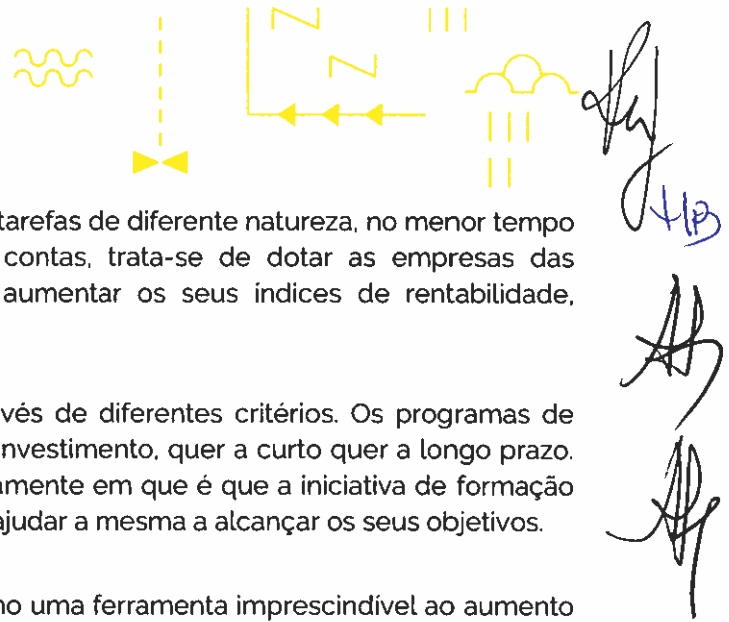 tarefas de diferente natureza, no menor tempo
contas, trata-se de dotar as empresas das
aumentar os seus índices de rentabilidade,
vés de diferentes critérios. Os programas de
nvestimento, quer a curto quer a longo prazo.
amente em que é que a iniciativa de formação
ajudar a mesma a alcançar os seus objetivos.
no uma ferramenta imprescindível ao aumento